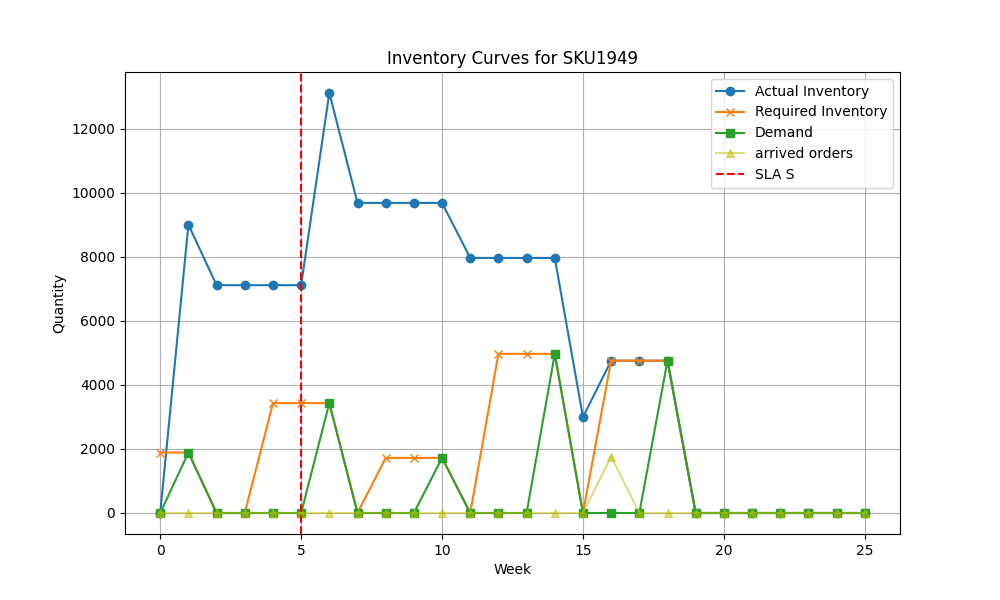 Inventory Curves for SKU1949
Actual Inventory
Required Inventory
Demand
arrived orders
SLA S
Quantity
12000
10000
8000
6000
4000
2000
0
0 5 10 15 20 25
Week